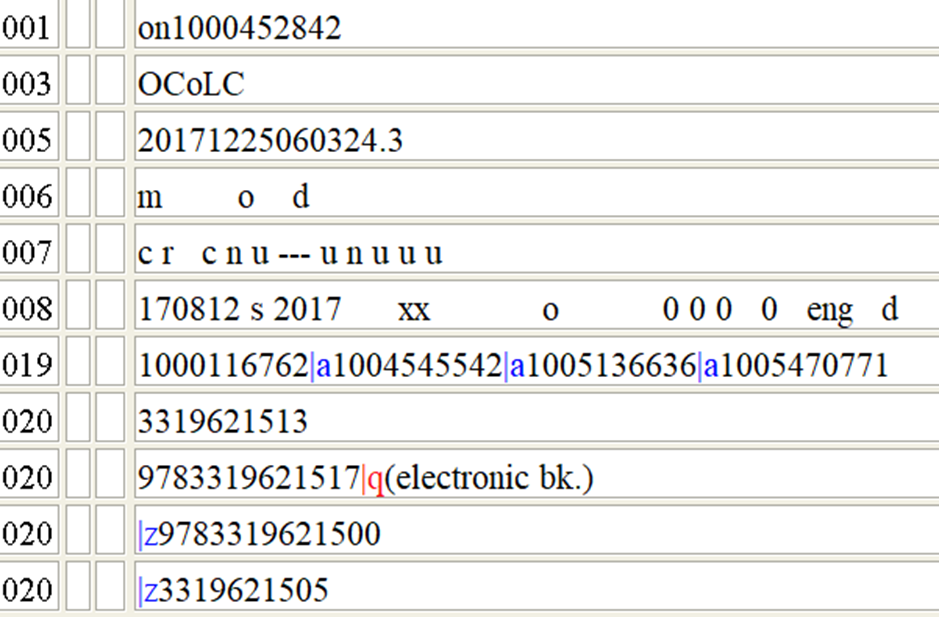 001 on1000452842
003 OCoLC
005 20171225060324.3
006 m o d
007 c r c n u --- u n u u u
008 170812 s 2017 xx o 0 0 0 0 eng d
019 1000116762|a1004545542|a1005136636|a1005470771
020 3319621513
020 9783319621517|q(electronic bk.)
020 |z9783319621500
020 |z3319621505